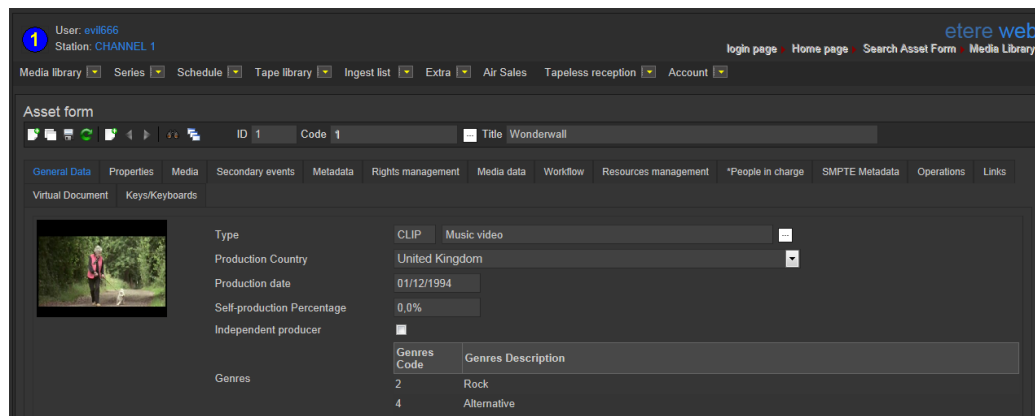 1
User: evil666
Station: CHANNEL 1
etere web
login page Home page Search Asset Form Media Library
Media library Series Schedule Tape library Ingest list Extra Air Sales Tapeless reception Account
Asset form
ID 1 Code 1 ... Title Wonderwall
General Data Properties Media Secondary events Metadata Rights management Media data Workflow Resources management *People in charge SMPTE Metadata Operations Links
Virtual Document Keys/Keyboards
Type CLIP Music video ...
Production Country United Kingdom
Production date 01/12/1994
Self-production Percentage 0,0%
Independent producer
Genres Code Genres Description
Genres
2 Rock
4 Alternative